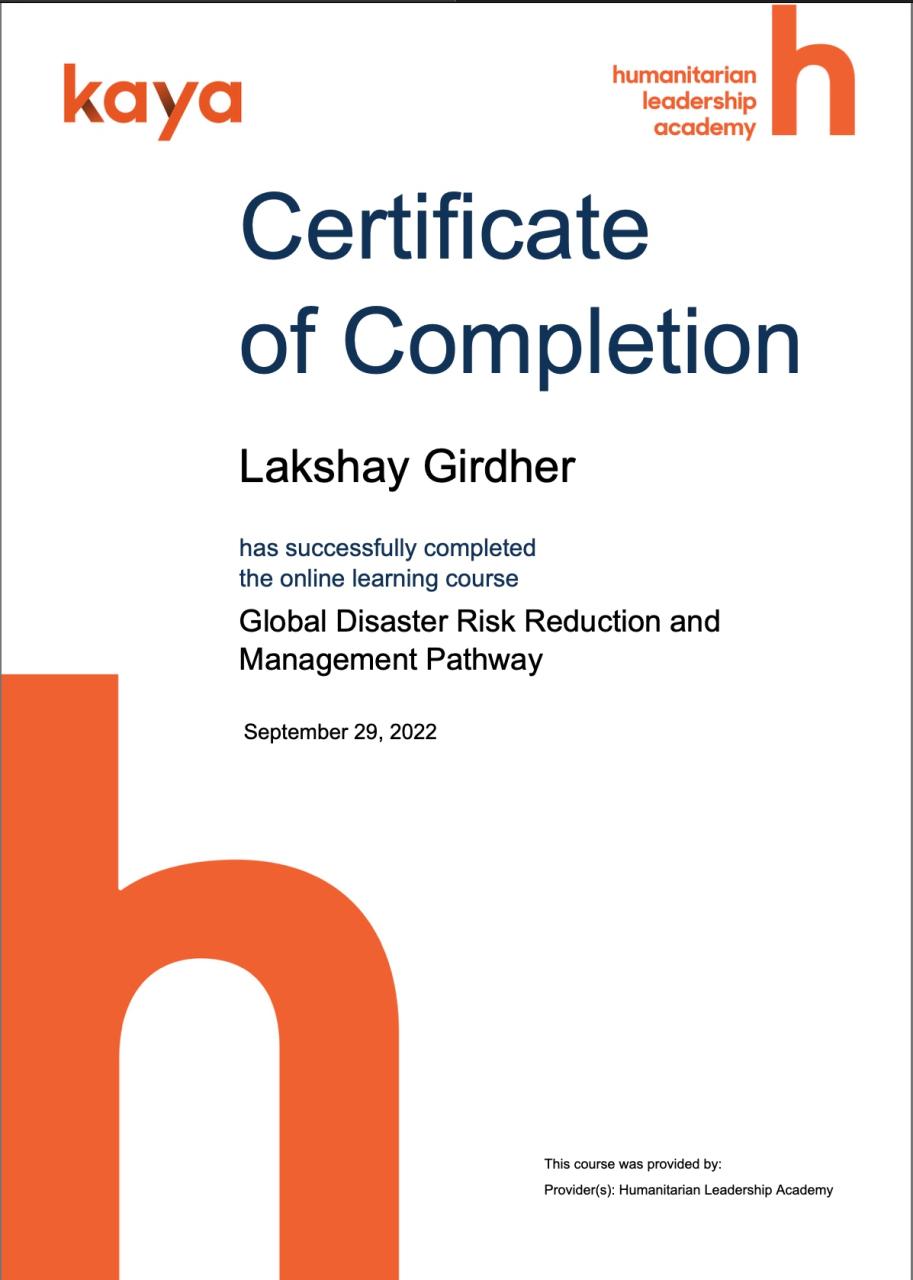 kaya
humanitarian
leadership
academy
h
Certificate
of Completion
Lakshay Girdher
has successfully completed
the online learning course
Global Disaster Risk Reduction and
Management Pathway
September 29, 2022
h
This course was provided by:
Provider(s): Humanitarian Leadership Academy